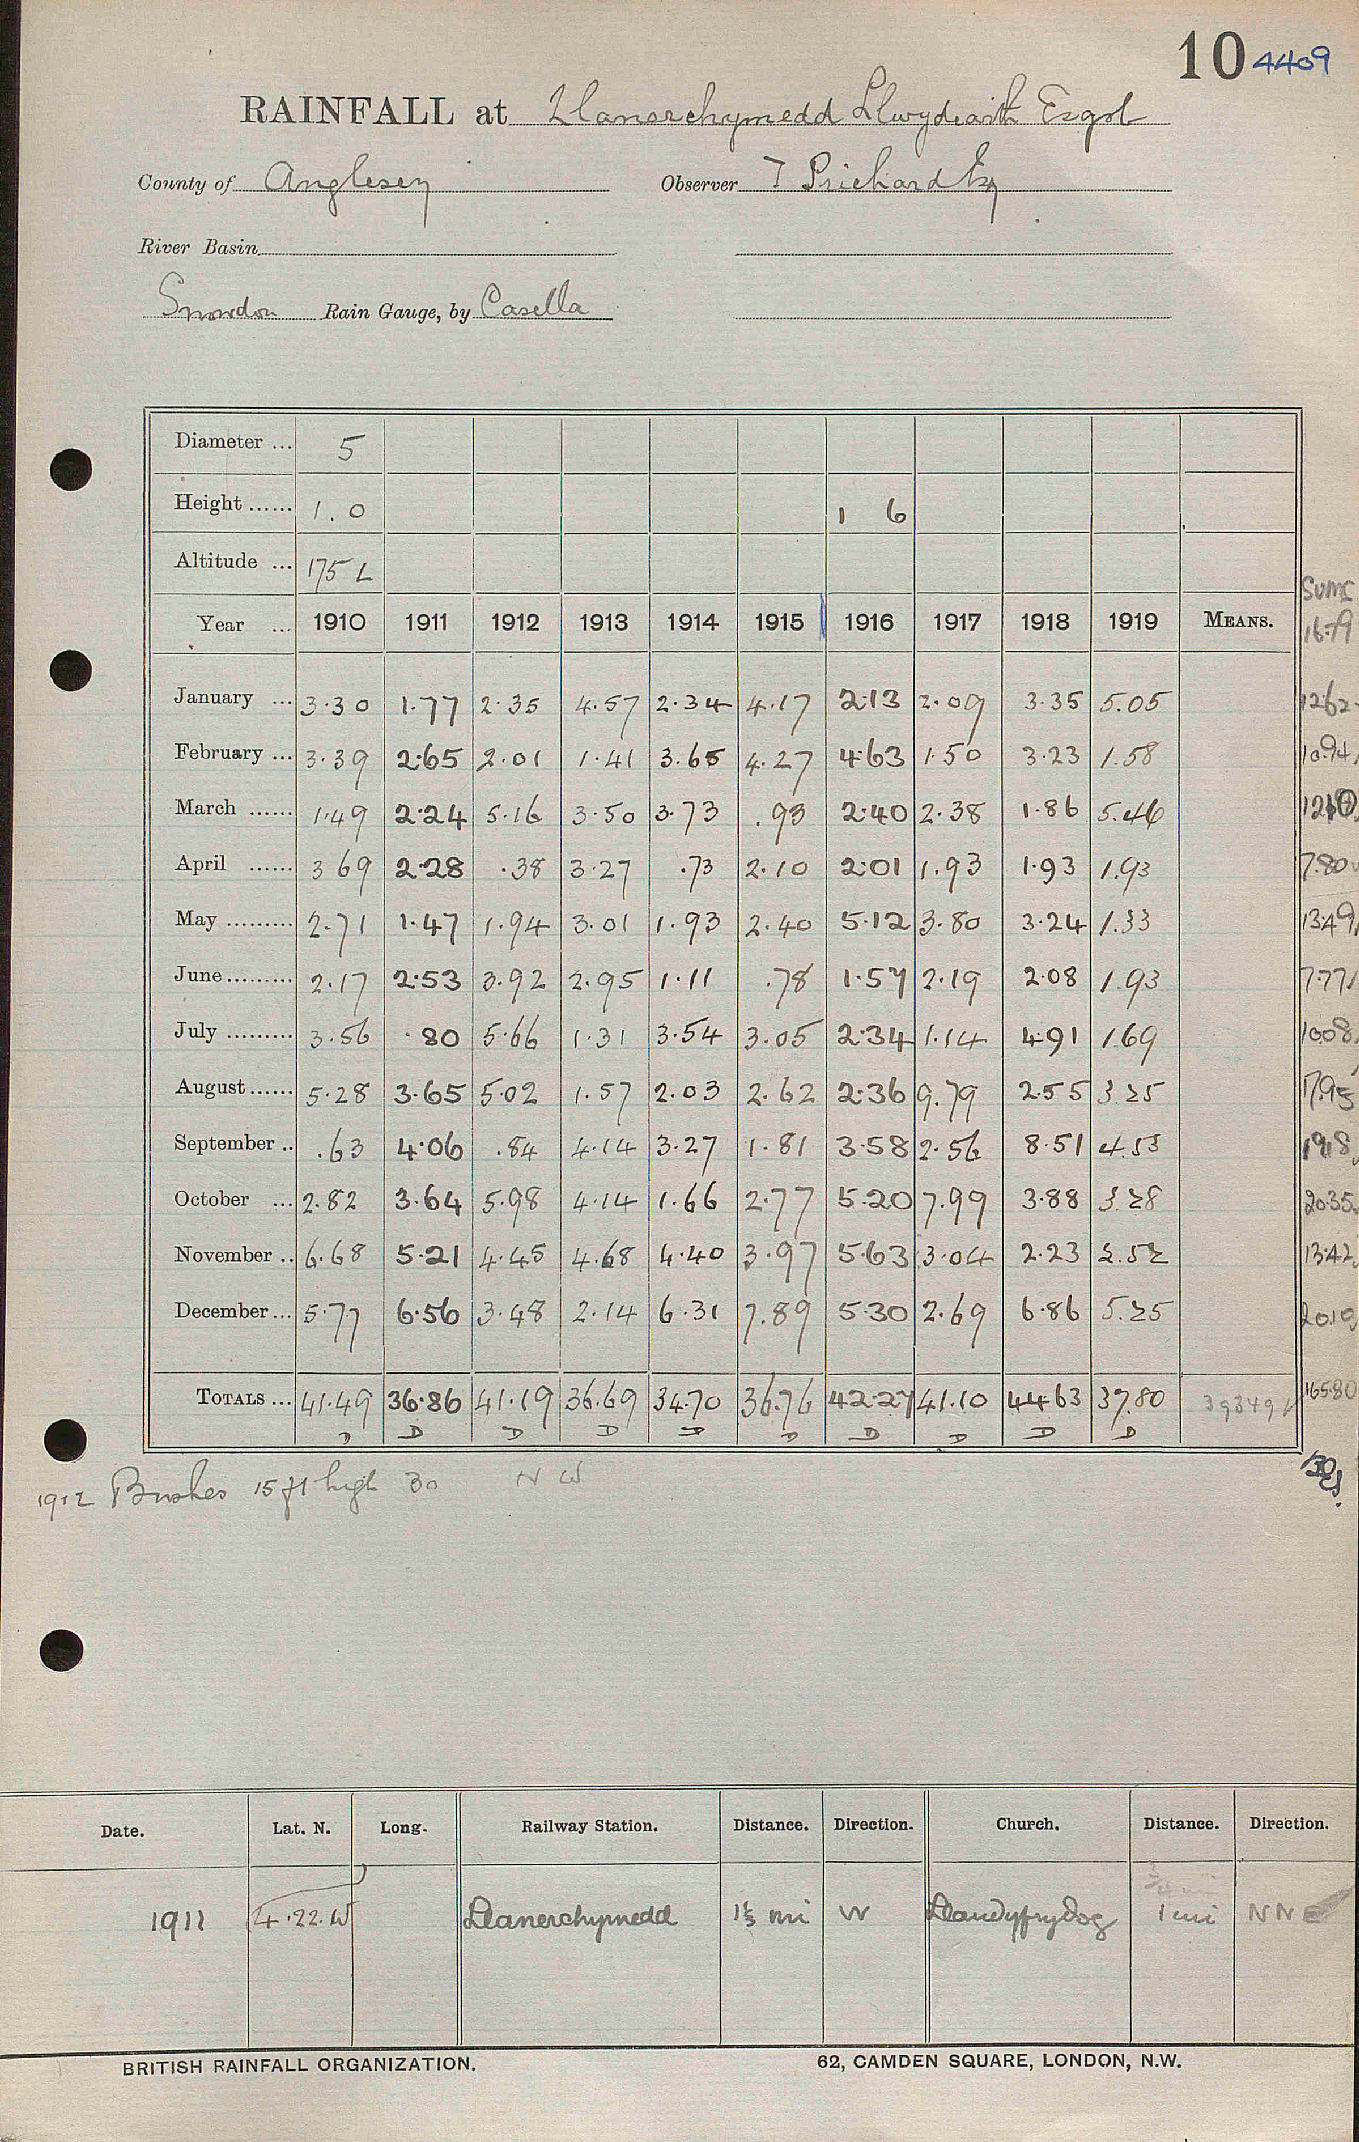 10 4409
RAINFALL at Llanerchymedd Llwydiarth Esgob
County of Anglesey Observer T Prichard Esq
River Basin
Snowdon Rain Gauge, by Casella
Diameter ... 5
Height ...... 1.0 1 6
Altitude ... 175 L
Sums
Year ... 1910 1911 1912 1913 1914 1915 1916 1917 1918 1919 MEANS. 16-19
January ... 3.30 1.77 2.35 4.57 2.34 4.17 2.13 2.09 3.35 5.05 12.62
February ... 3.39 2.65 2.01 1.41 3.65 4.27 4.63 1.50 3.23 1.58 10.94
March ...... 1.49 2.24 5.16 3.50 3.73 .93 2.40 2.38 1.86 5.46 12.10
April ...... 3 69 2.28 .38 3.27 .73 2.10 2.01 1.93 1.93 1.93 7.80
May ......... 2.71 1.47 1.94 3.01 1.93 2.40 5.12 3.80 3.24 1.33 13.49
June ......... 2.17 2.53 3.92 2.95 1.11 .78 1.57 2.19 2.08 1.93 7.77
July ......... 3.56 .80 5.66 1.31 3.54 3.05 2.34 1.14 4.91 1.69 10.08
August ...... 5.28 3.65 5.02 1.57 2.03 2.62 2.36 9.79 2.55 3.25 17.95
September .. .63 4.06 .84 4.14 3.27 1.81 3.58 2.56 8.51 4.53 19.18
October ... 2.82 3.64 5.98 4.14 1.66 2.77 5.20 7.99 3.88 3.28 20.35
November .. 6.68 5.21 4.45 4.68 4.40 3.97 5.63 3.04 2.23 2.52 13.42
December ... 5.77 6.56 3.48 2.14 6.31 7.89 5.30 2.69 6.86 5.25 20.10
TOTALS ... 41.49 36.86 41.19 36.69 34.70 36.76 42.27 41.10 44.63 37.80 393.49 165.80
D D D D D D D D D D
1912 Bushes 15 ft high 30 N W
Date. Lat. N. Long. Railway Station. Distance. Direction. Church. Distance. Direction.
1911 4.22.W Llanerchymedd 1⅓ mi W Llandyfrydog 1 mi NNE
BRITISH RAINFALL ORGANIZATION. 62, CAMDEN SQUARE, LONDON, N.W.